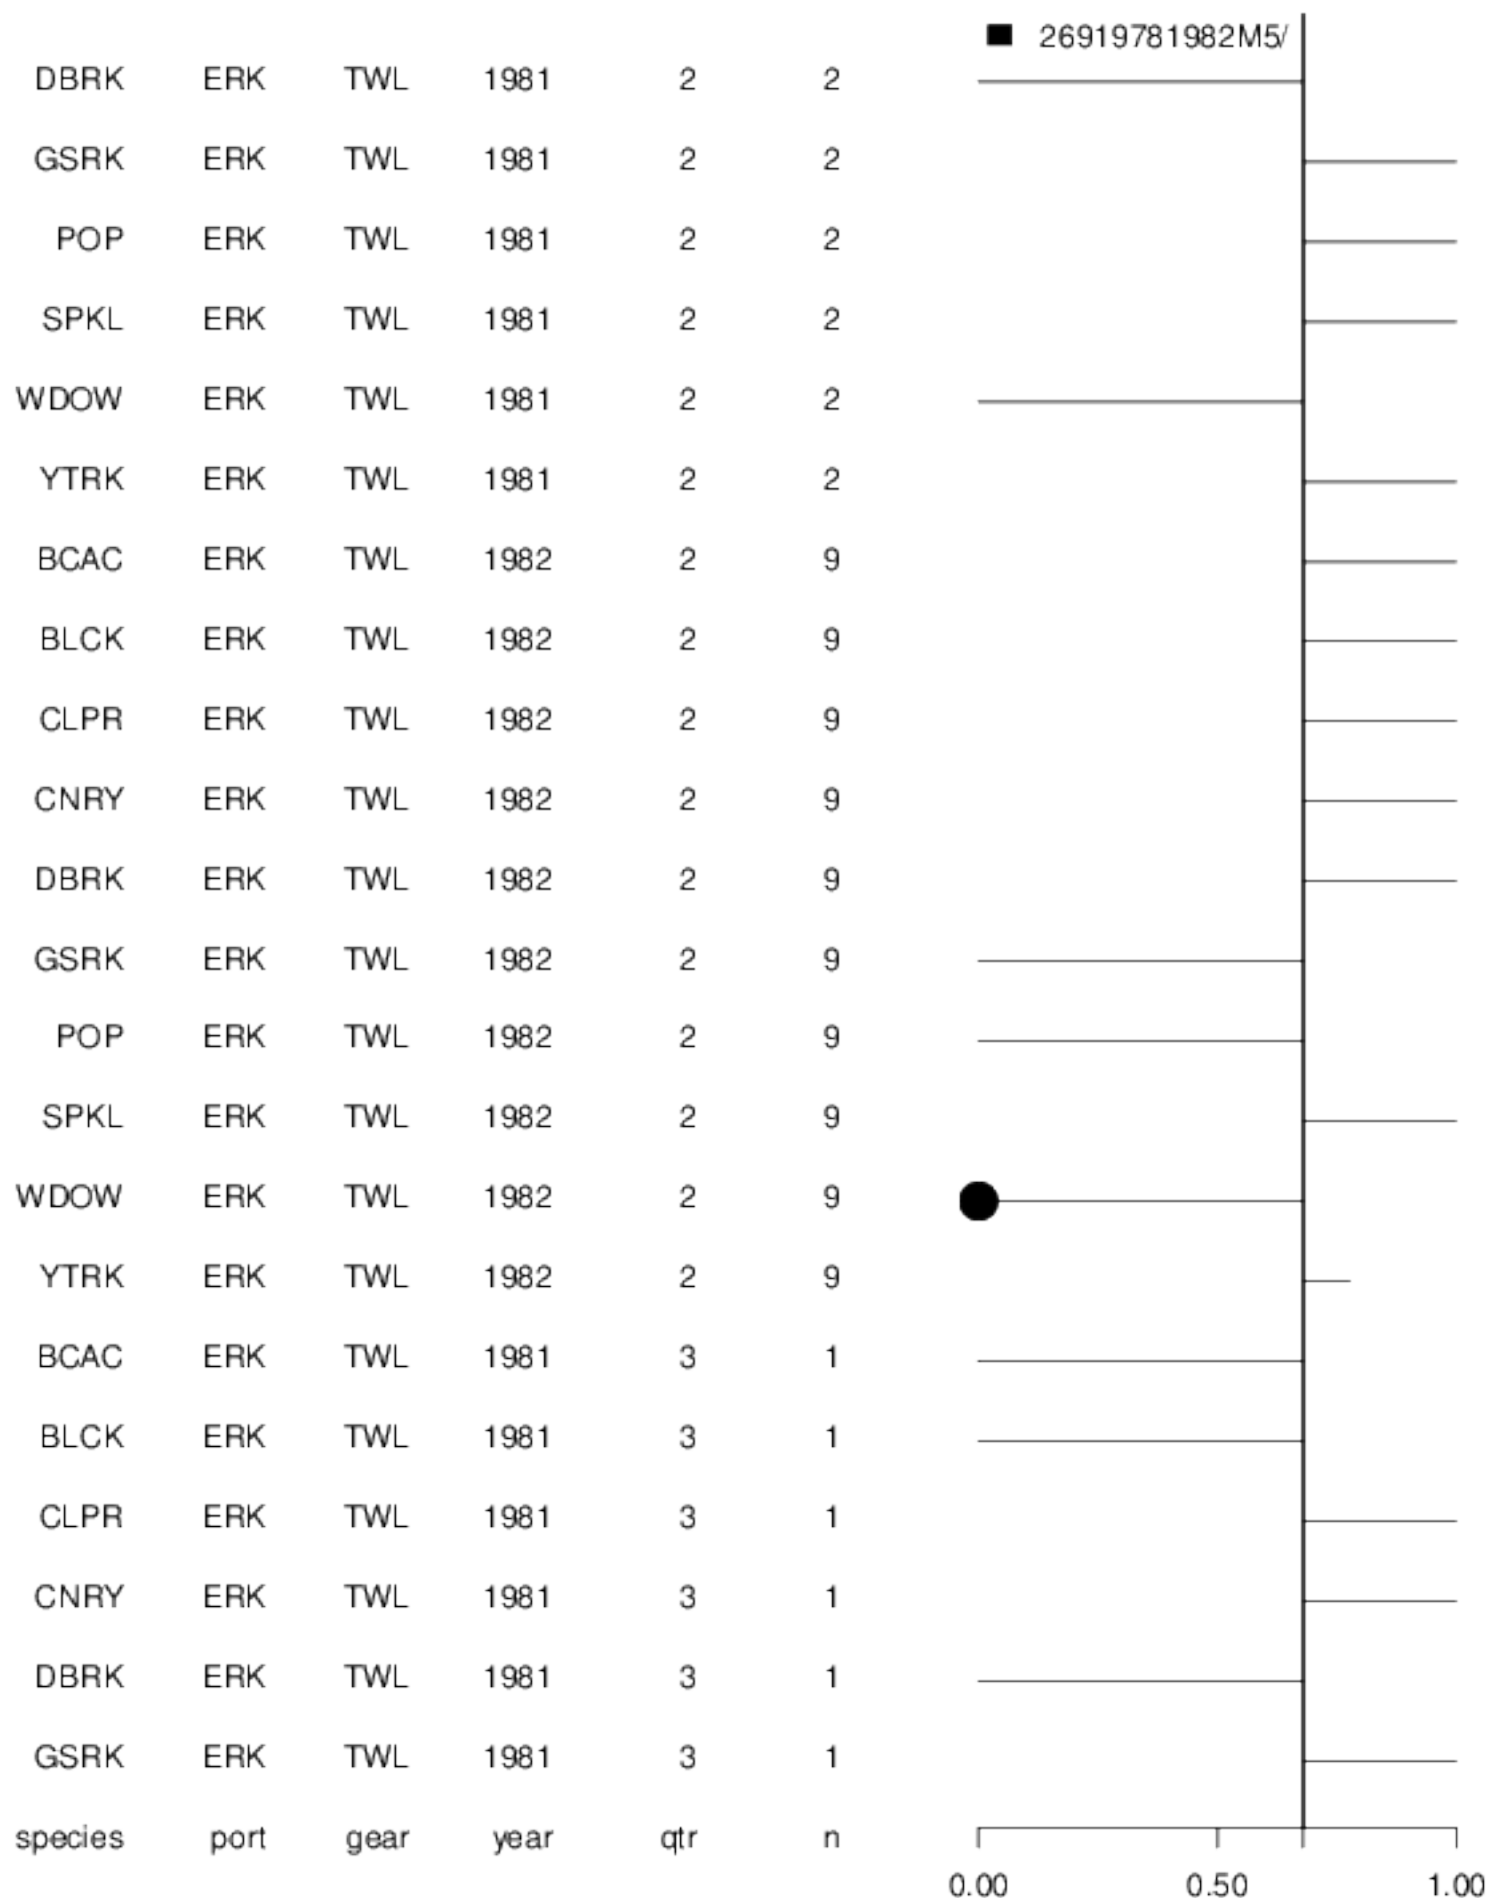 26919781982M5/
DBRK ERK TWL 1981 2 2
GSRK ERK TWL 1981 2 2
POP ERK TWL 1981 2 2
SPKL ERK TWL 1981 2 2
WDOW ERK TWL 1981 2 2
YTRK ERK TWL 1981 2 2
BCAC ERK TWL 1982 2 9
BLCK ERK TWL 1982 2 9
CLPR ERK TWL 1982 2 9
CNRY ERK TWL 1982 2 9
DBRK ERK TWL 1982 2 9
GSRK ERK TWL 1982 2 9
POP ERK TWL 1982 2 9
SPKL ERK TWL 1982 2 9
WDOW ERK TWL 1982 2 9
YTRK ERK TWL 1982 2 9
BCAC ERK TWL 1981 3 1
BLCK ERK TWL 1981 3 1
CLPR ERK TWL 1981 3 1
CNRY ERK TWL 1981 3 1
DBRK ERK TWL 1981 3 1
GSRK ERK TWL 1981 3 1
species port gear year qtr n
0.00 0.50 1.00